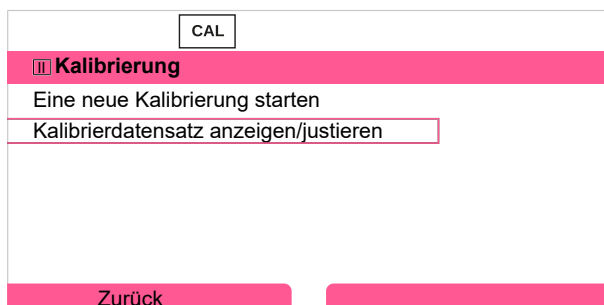 CAL
Kalibrierung
Eine neue Kalibrierung starten
Kalibrierdatensatz anzeigen/justieren
Zurück